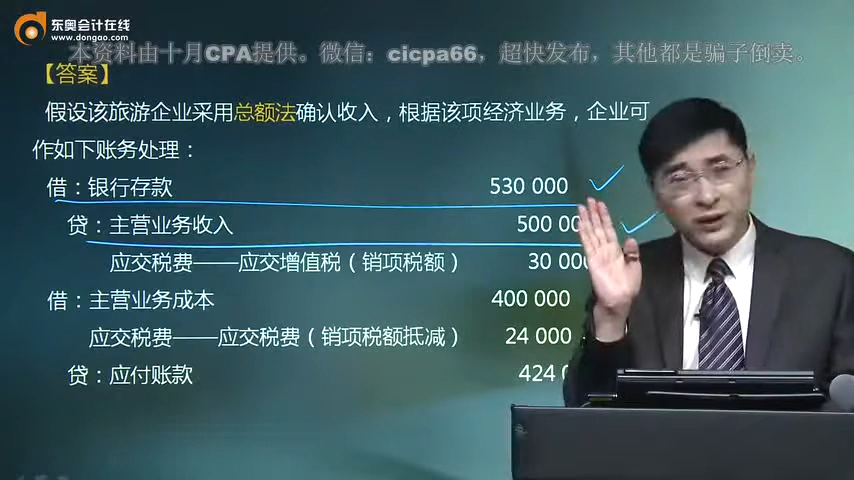 东奥会计在线
www.dongao.com
本资料由十月CPA提供。微信：cicpa66，超快发布，其他都是骗子倒卖。
【答案】
假设该旅游企业采用总额法确认收入，根据该项经济业务，企业可
作如下账务处理：
借：银行存款 530 000
贷：主营业务收入 500 00
应交税费——应交增值税（销项税额） 30 000
借：主营业务成本 400 000
应交税费——应交税费（销项税额抵减） 24 000
贷：应付账款 424